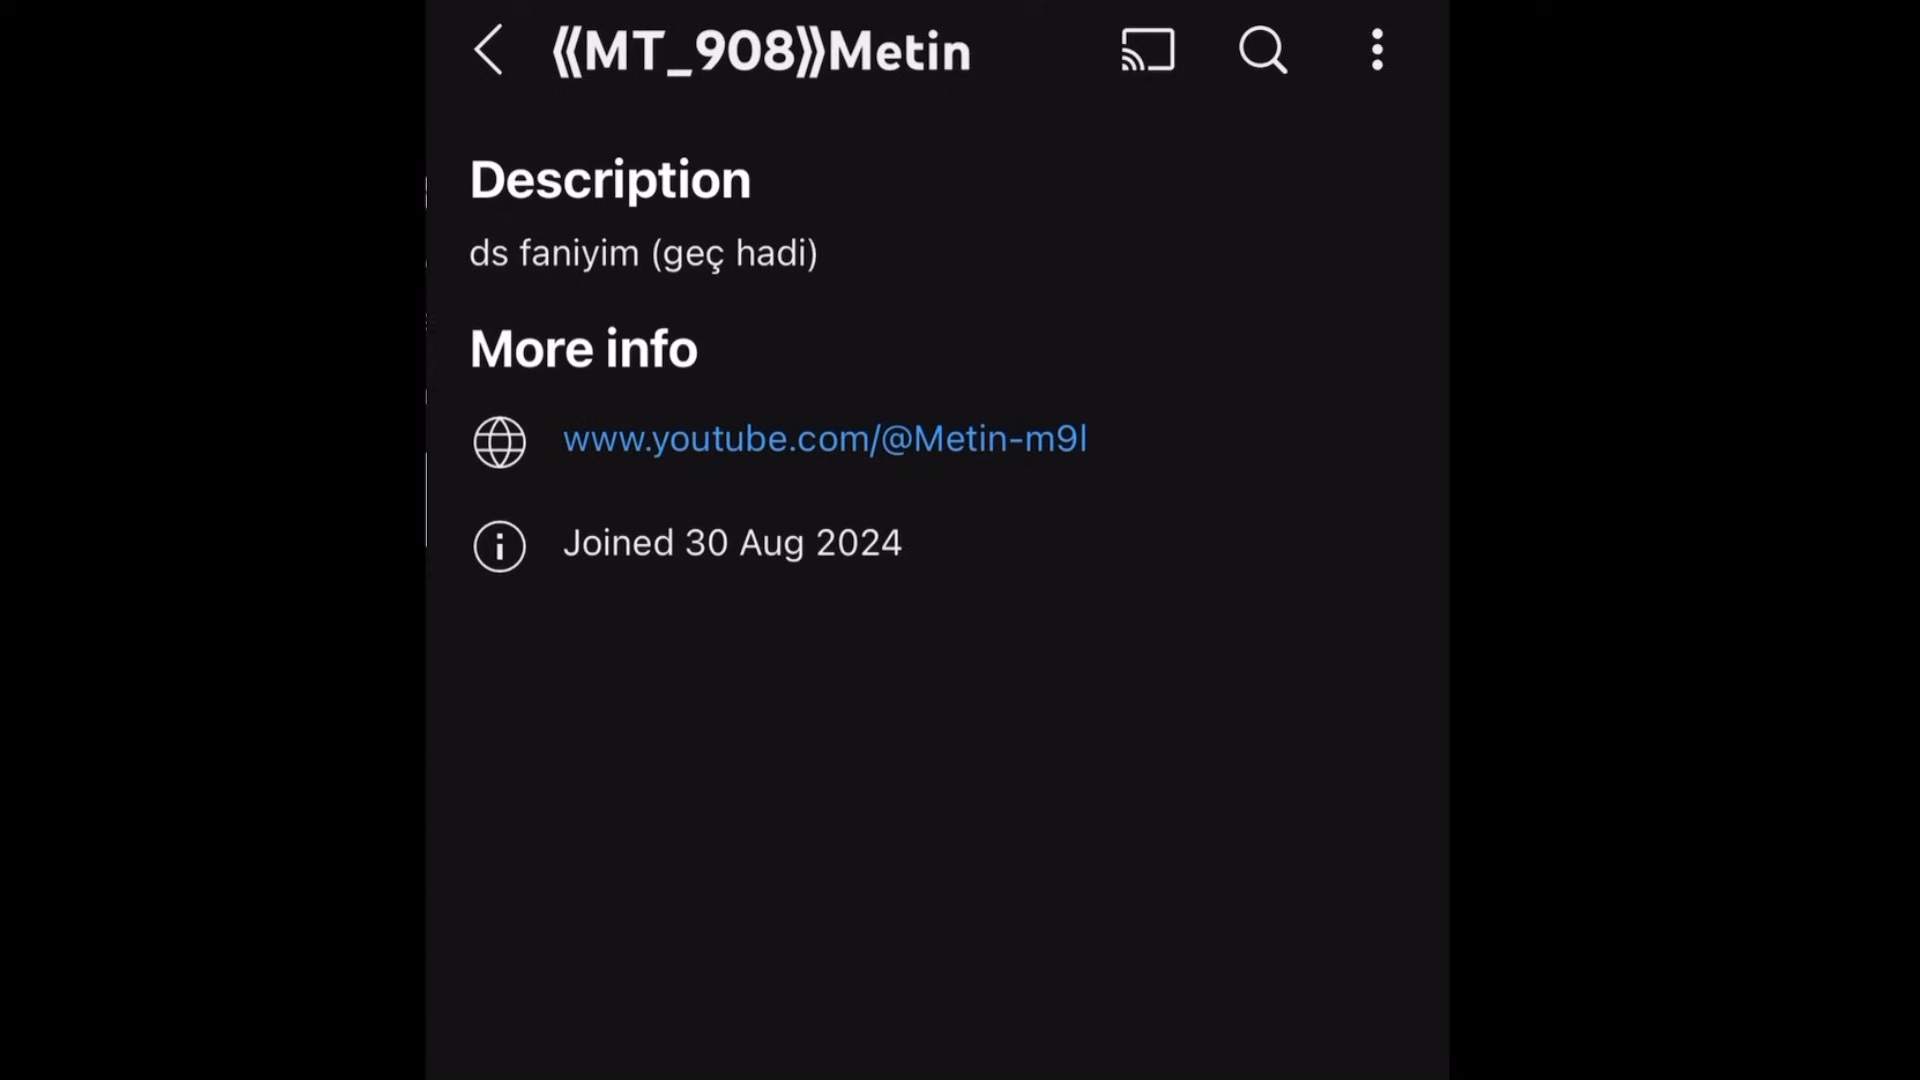 ⟪MT_908⟫Metin
Description
ds faniyim (geç hadi)
More info
www.youtube.com/@Metin-m9l
Joined 30 Aug 2024